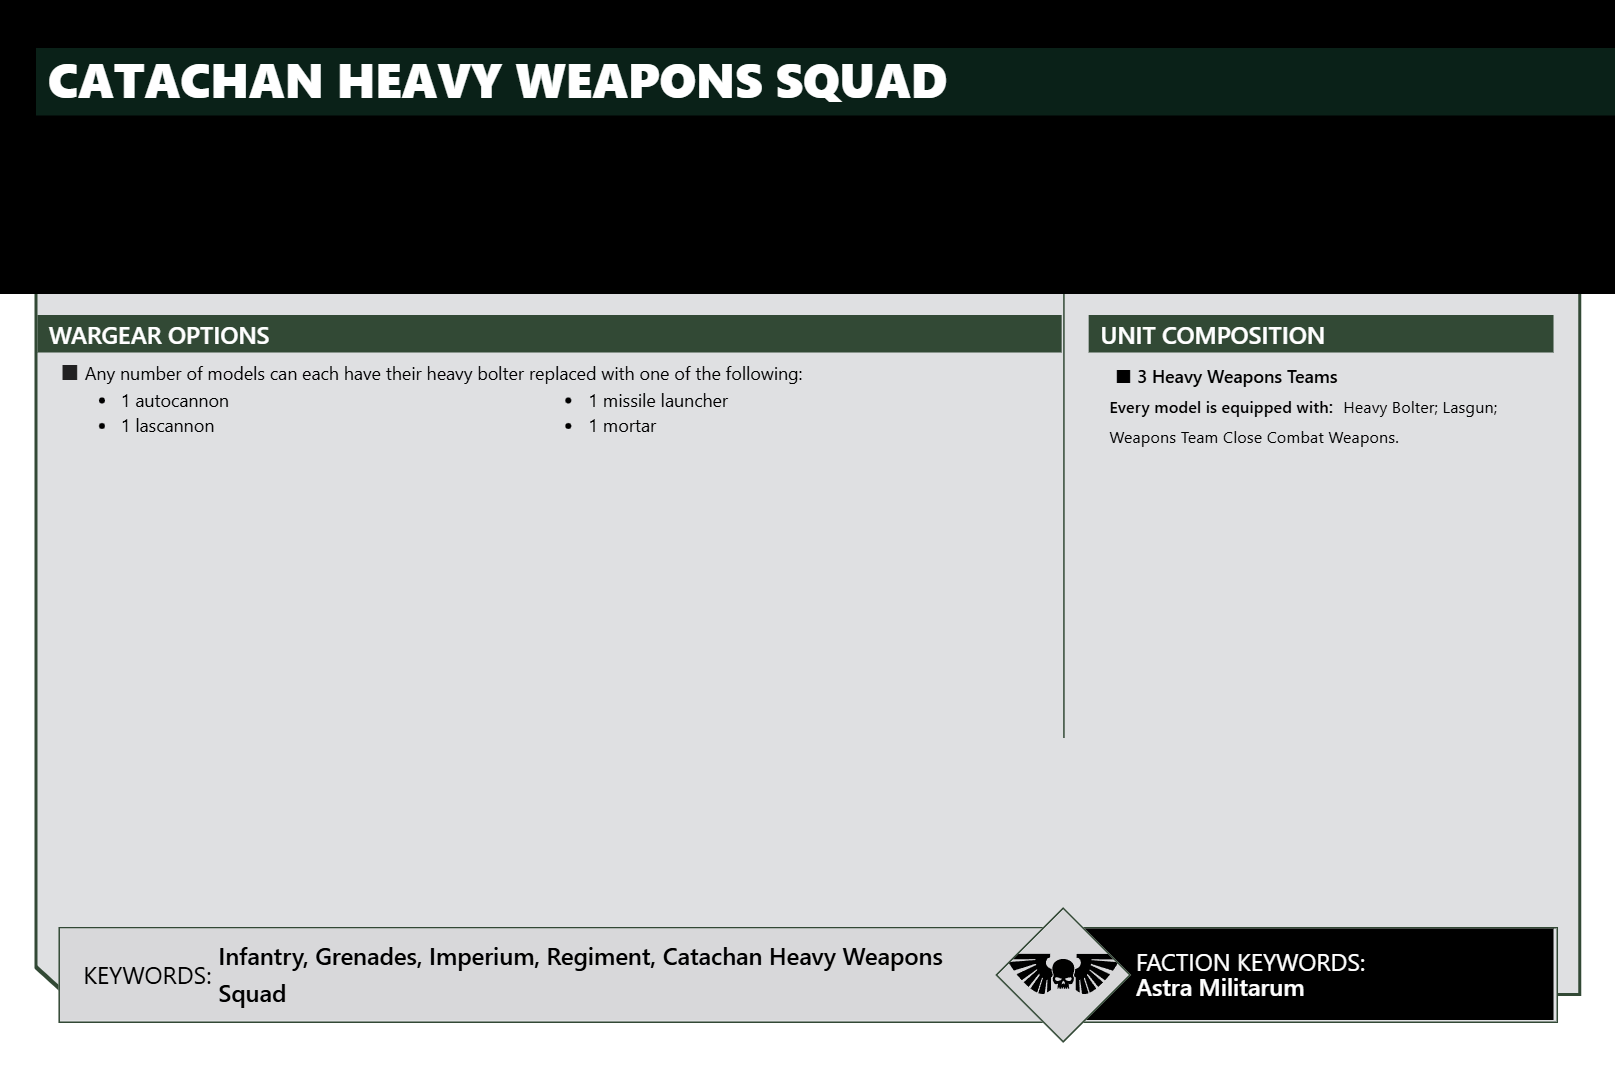 CATACHAN HEAVY WEAPONS SQUAD
WARGEAR OPTIONS
■ Any number of models can each have their heavy bolter replaced with one of the following:
• 1 autocannon
• 1 lascannon
• 1 missile launcher
• 1 mortar
UNIT COMPOSITION
■ 3 Heavy Weapons Teams
Every model is equipped with: Heavy Bolter; Lasgun;
Weapons Team Close Combat Weapons.
KEYWORDS: Infantry, Grenades, Imperium, Regiment, Catachan Heavy Weapons
Squad
FACTION KEYWORDS:
Astra Militarum